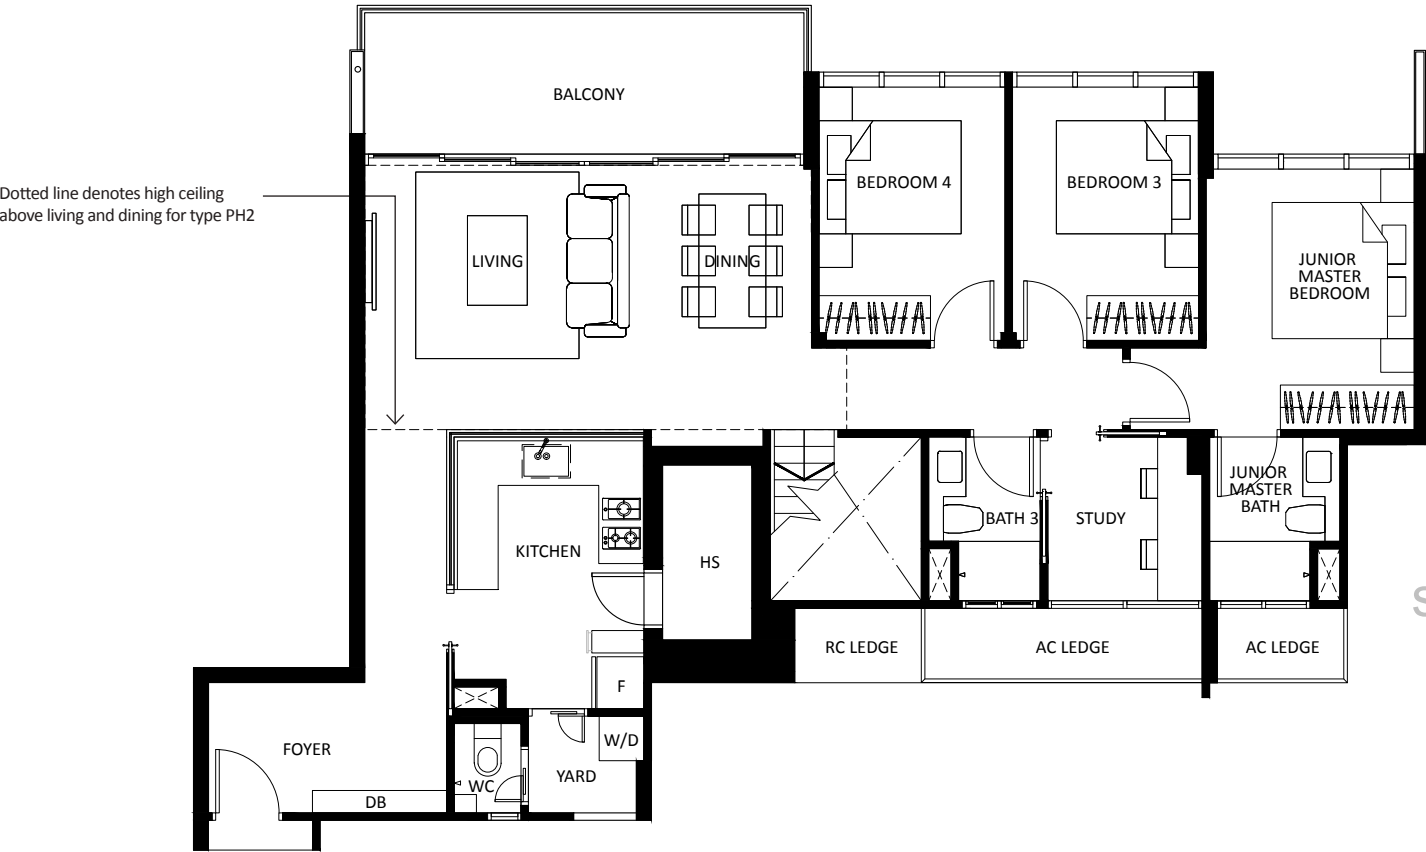 BALCONY
Dotted line denotes high ceiling
above living and dining for type PH2
BEDROOM 4
BEDROOM 3
LIVING
DINING
JUNIOR
MASTER
BEDROOM
KITCHEN
HS
BATH 3
STUDY
JUNIOR
MASTER
BATH
RC LEDGE
AC LEDGE
AC LEDGE
F
FOYER
W/D
YARD
WC
DB
S